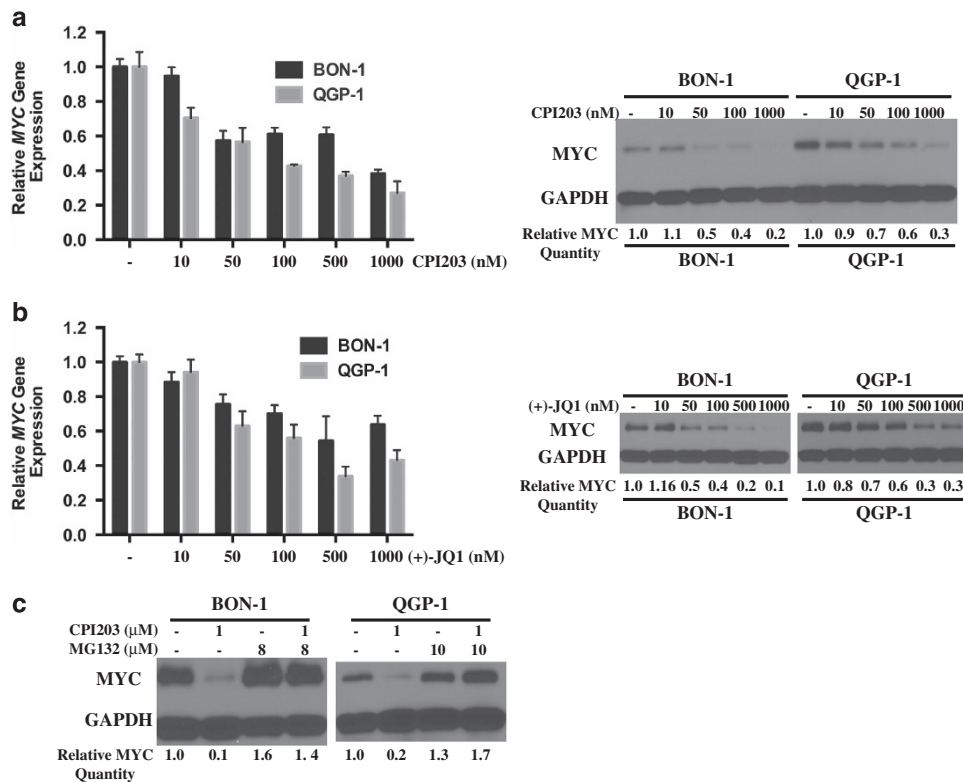 a
Relative MYC Gene
Expression
1.2
1.0
0.8
0.6
0.4
0.2
0.0
BON-1
QGP-1
- 10 50 100 500 1000 CPI203 (nM)
BON-1 QGP-1
CPI203 (nM) - 10 50 100 1000 - 10 50 100 1000
MYC
GAPDH
Relative MYC 1.0 1.1 0.5 0.4 0.2 1.0 0.9 0.7 0.6 0.3
Quantity BON-1 QGP-1
b
Relative MYC Gene
Expression
1.2
1.0
0.8
0.6
0.4
0.2
0.0
BON-1
QGP-1
- 10 50 100 500 1000 (+)-JQ1 (nM)
BON-1 QGP-1
(+)-JQ1 (nM) - 10 50 100 500 1000 - 10 50 100 500 1000
MYC
GAPDH
Relative MYC 1.0 1.16 0.5 0.4 0.2 0.1 1.0 0.8 0.7 0.6 0.3 0.3
Quantity BON-1 QGP-1
c
BON-1 QGP-1
CPI203 (μM) - 1 - 1 - 1 - 1
MG132 (μM) - - 8 8 - - 10 10
MYC
GAPDH
Relative MYC 1.0 0.1 1.6 1. 4 1.0 0.2 1.3 1.7
Quantity